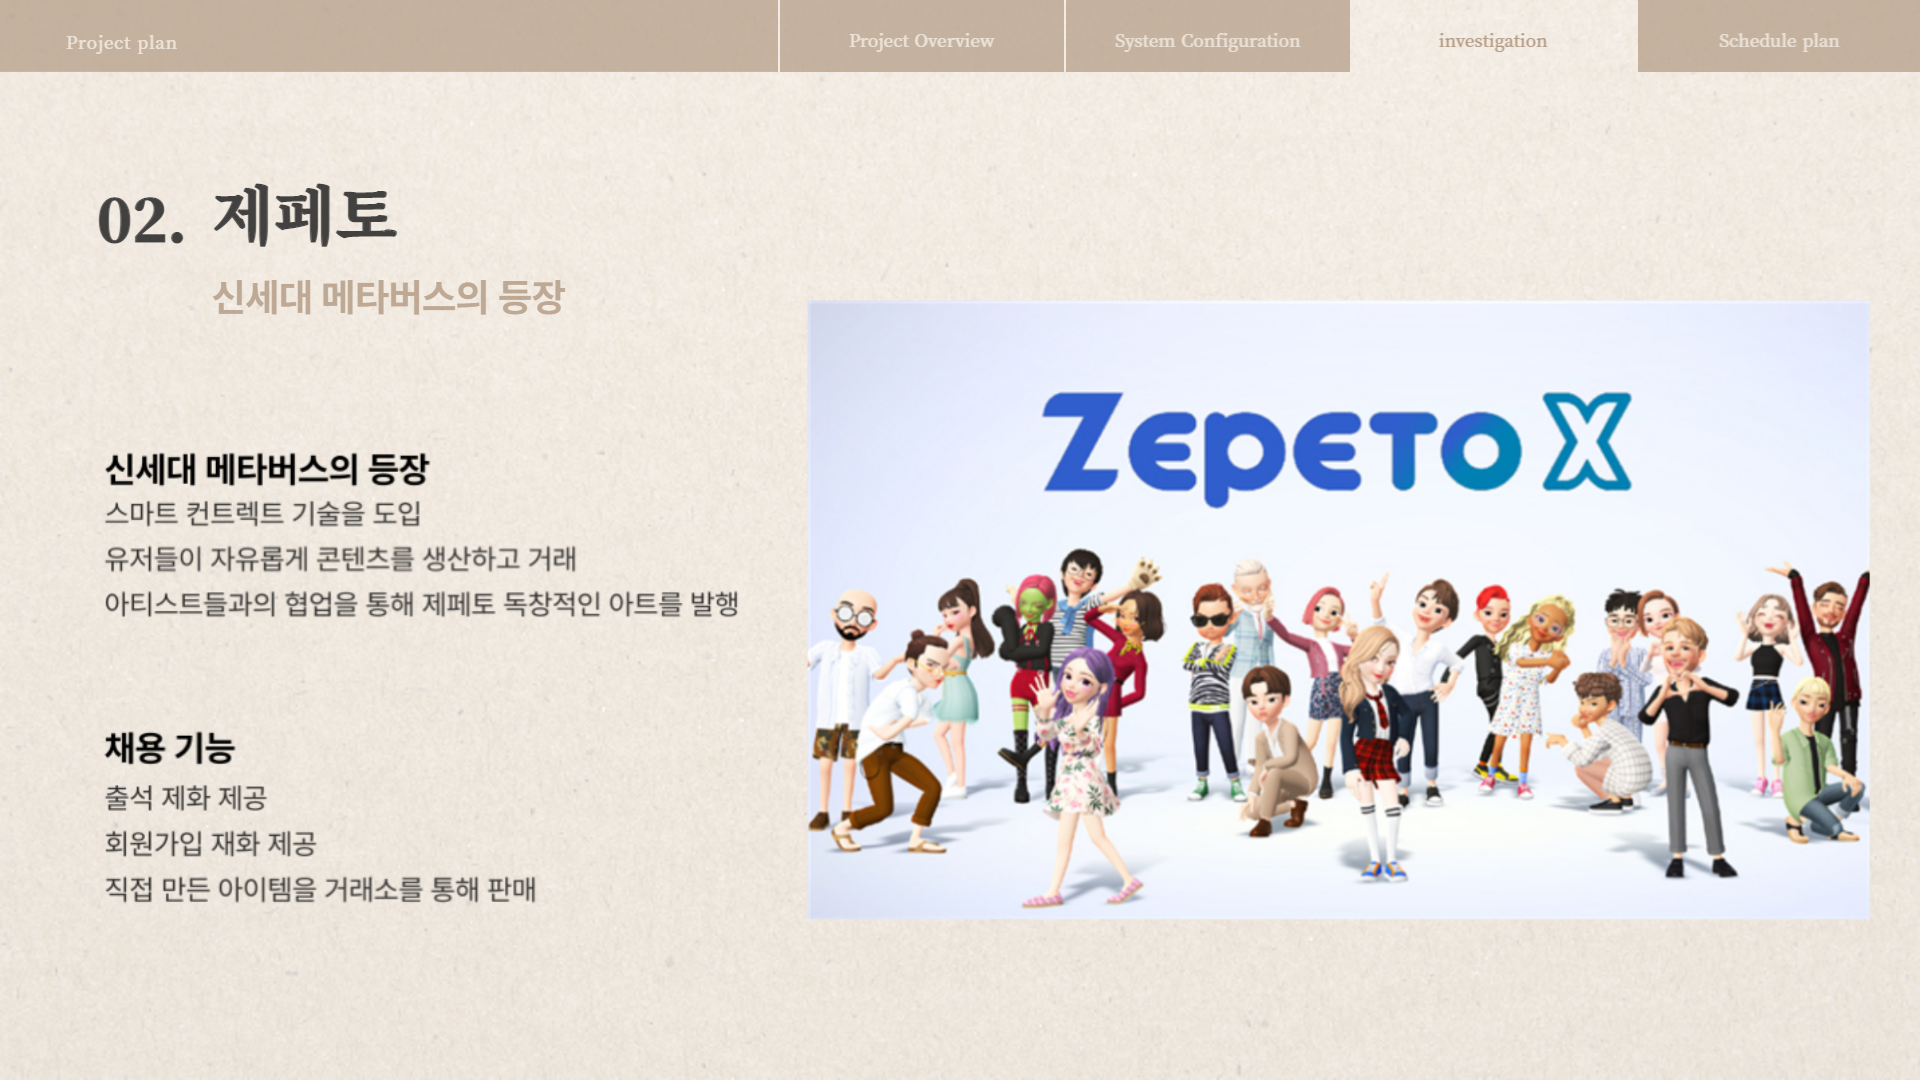 Project plan
Project Overview
System Configuration
investigation
Schedule plan
02. 제페토
신세대 메타버스의 등장
신세대 메타버스의 등장
스마트 컨트렉트 기술을 도입
유저들이 자유롭게 콘텐츠를 생산하고 거래
아티스트들과의 협업을 통해 제페토 독창적인 아트를 발행
채용 기능
출석 제화 제공
회원가입 재화 제공
직접 만든 아이템을 거래소를 통해 판매
ZEPETO X